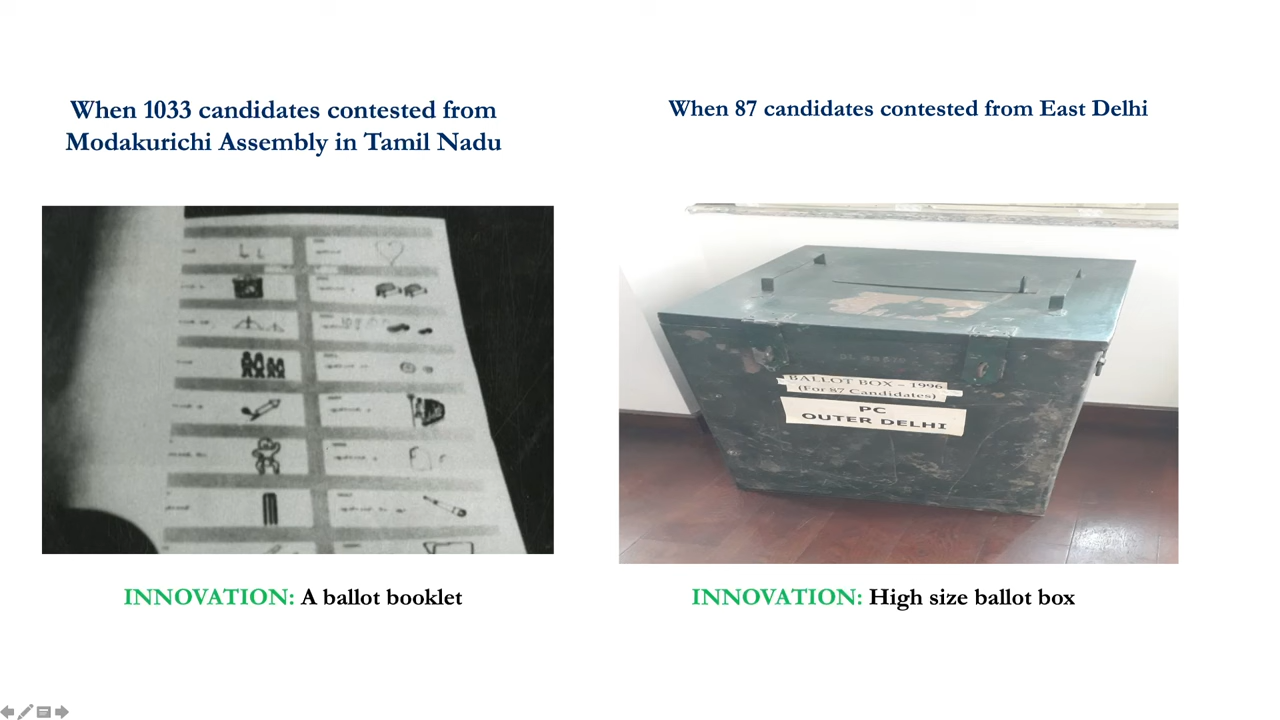 When 1033 candidates contested from
Modakurichi Assembly in Tamil Nadu
When 87 candidates contested from East Delhi
BALLOT BOX – 1996
(For 87 Candidates)
PC
OUTER DELHI
INNOVATION: A ballot booklet
INNOVATION: High size ballot box